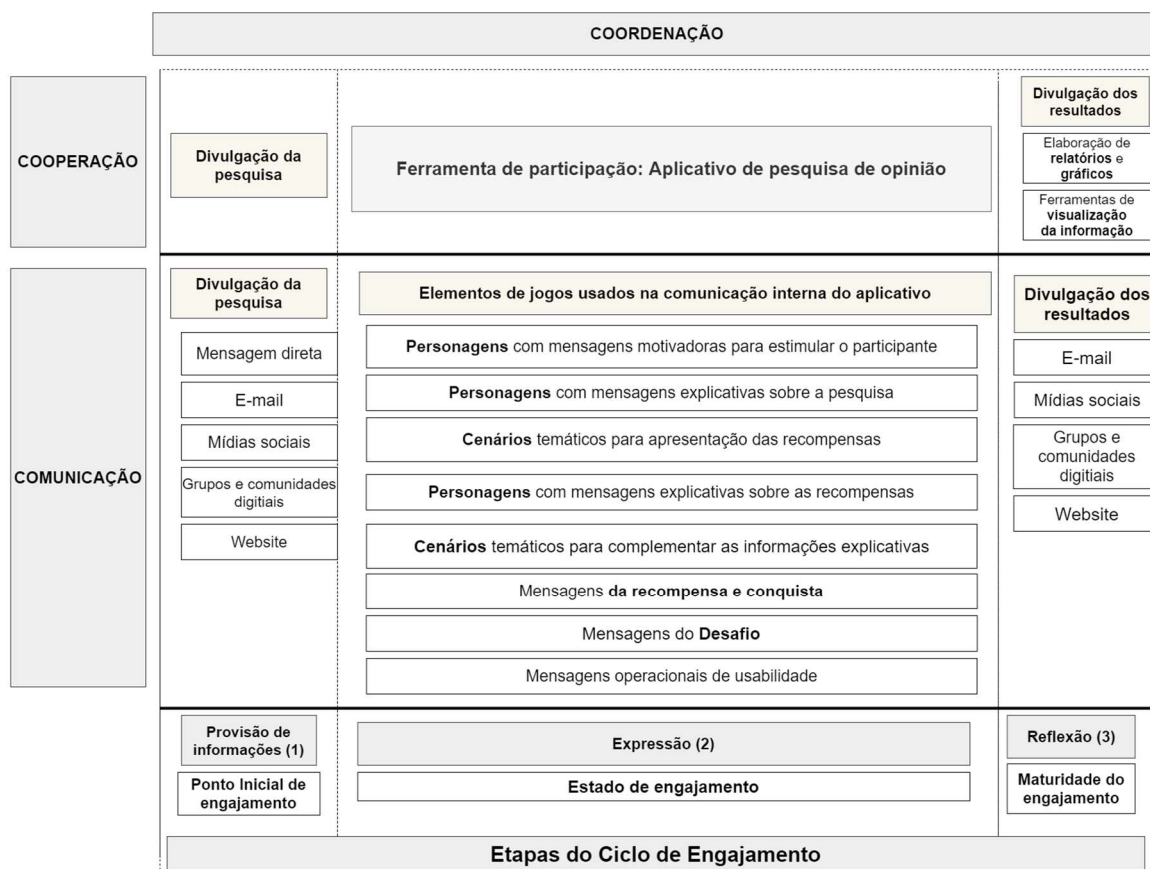 COORDENAÇÃO
COOPERAÇÃO
Divulgação da
pesquisa
Ferramenta de participação: Aplicativo de pesquisa de opinião
Divulgação dos
resultados
Elaboração de
relatórios e
gráficos
Ferramentas de
visualização
da informação
COMUNICAÇÃO
Divulgação da
pesquisa
Mensagem direta
E-mail
Mídias sociais
Grupos e comunidades
digitiais
Website
Elementos de jogos usados na comunicação interna do aplicativo
Personagens com mensagens motivadoras para estimular o participante
Personagens com mensagens explicativas sobre a pesquisa
Cenários temáticos para apresentação das recompensas
Personagens com mensagens explicativas sobre as recompensas
Cenários temáticos para complementar as informações explicativas
Mensagens da recompensa e conquista
Mensagens do Desafio
Mensagens operacionais de usabilidade
Divulgação dos
resultados
E-mail
Mídias sociais
Grupos e
comunidades
digitiais
Website
Provisão de
informações (1)
Ponto Inicial de
engajamento
Expressão (2)
Estado de engajamento
Reflexão (3)
Maturidade do
engajamento
Etapas do Ciclo de Engajamento